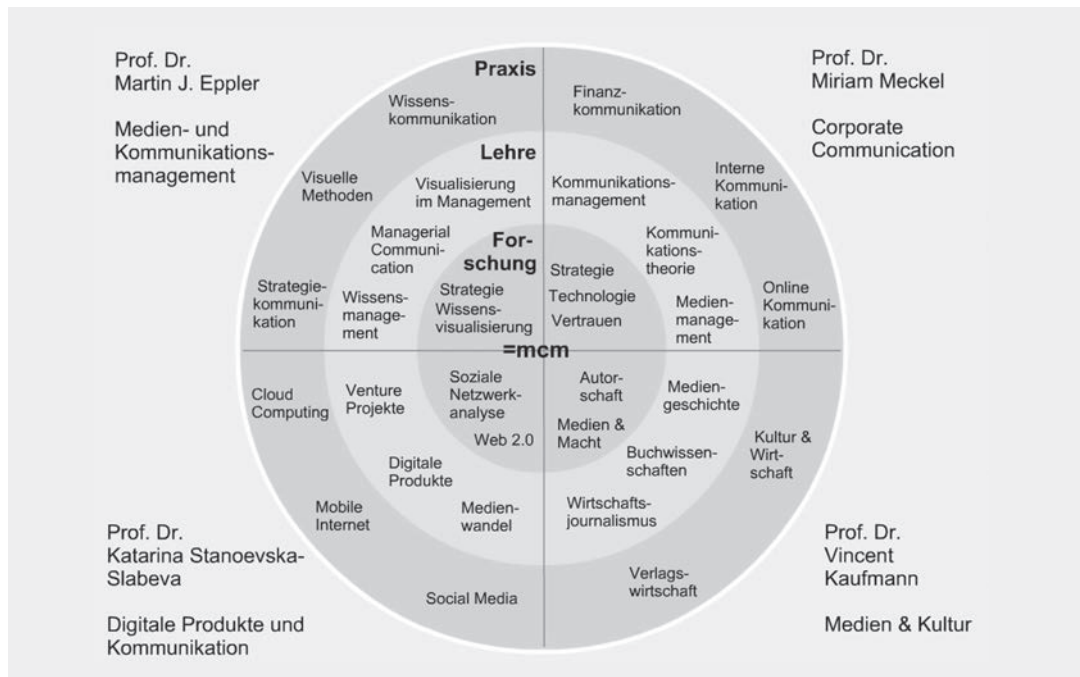 Prof. Dr.
Martin J. Eppler
Medien- und
Kommunikations-
management
Prof. Dr.
Miriam Meckel
Corporate
Communication
Praxis
Wissens-
kommunikation
Visuelle
Methoden
Strategie-
kommuni-
kation
Finanz-
kommunikation
Interne
Kommuni-
kation
Online
Kommuni-
kation
Lehre
Visualisierung
im Management
Managerial
Communi-
cation
Wissens-
manage-
ment
Kommunikations-
management
Kommuni-
kations-
theorie
Medien-
manage-
ment
For-
schung
Strategie
Wissens-
visualisierung
Strategie
Technologie
Vertrauen
=mcm
Soziale
Netzwerk-
analyse
Web 2.0
Autor-
schaft
Medien &
Macht
Venture
Projekte
Digitale
Produkte
Medien-
wandel
Medien-
geschichte
Buchwissen-
schaften
Wirtschafts-
journalismus
Cloud
Computing
Mobile
Internet
Social Media
Kultur &
Wirt-
schaft
Verlags-
wirtschaft
Prof. Dr.
Katarina Stanoevska-
Slabeva
Digitale Produkte und
Kommunikation
Prof. Dr.
Vincent
Kaufmann
Medien & Kultur